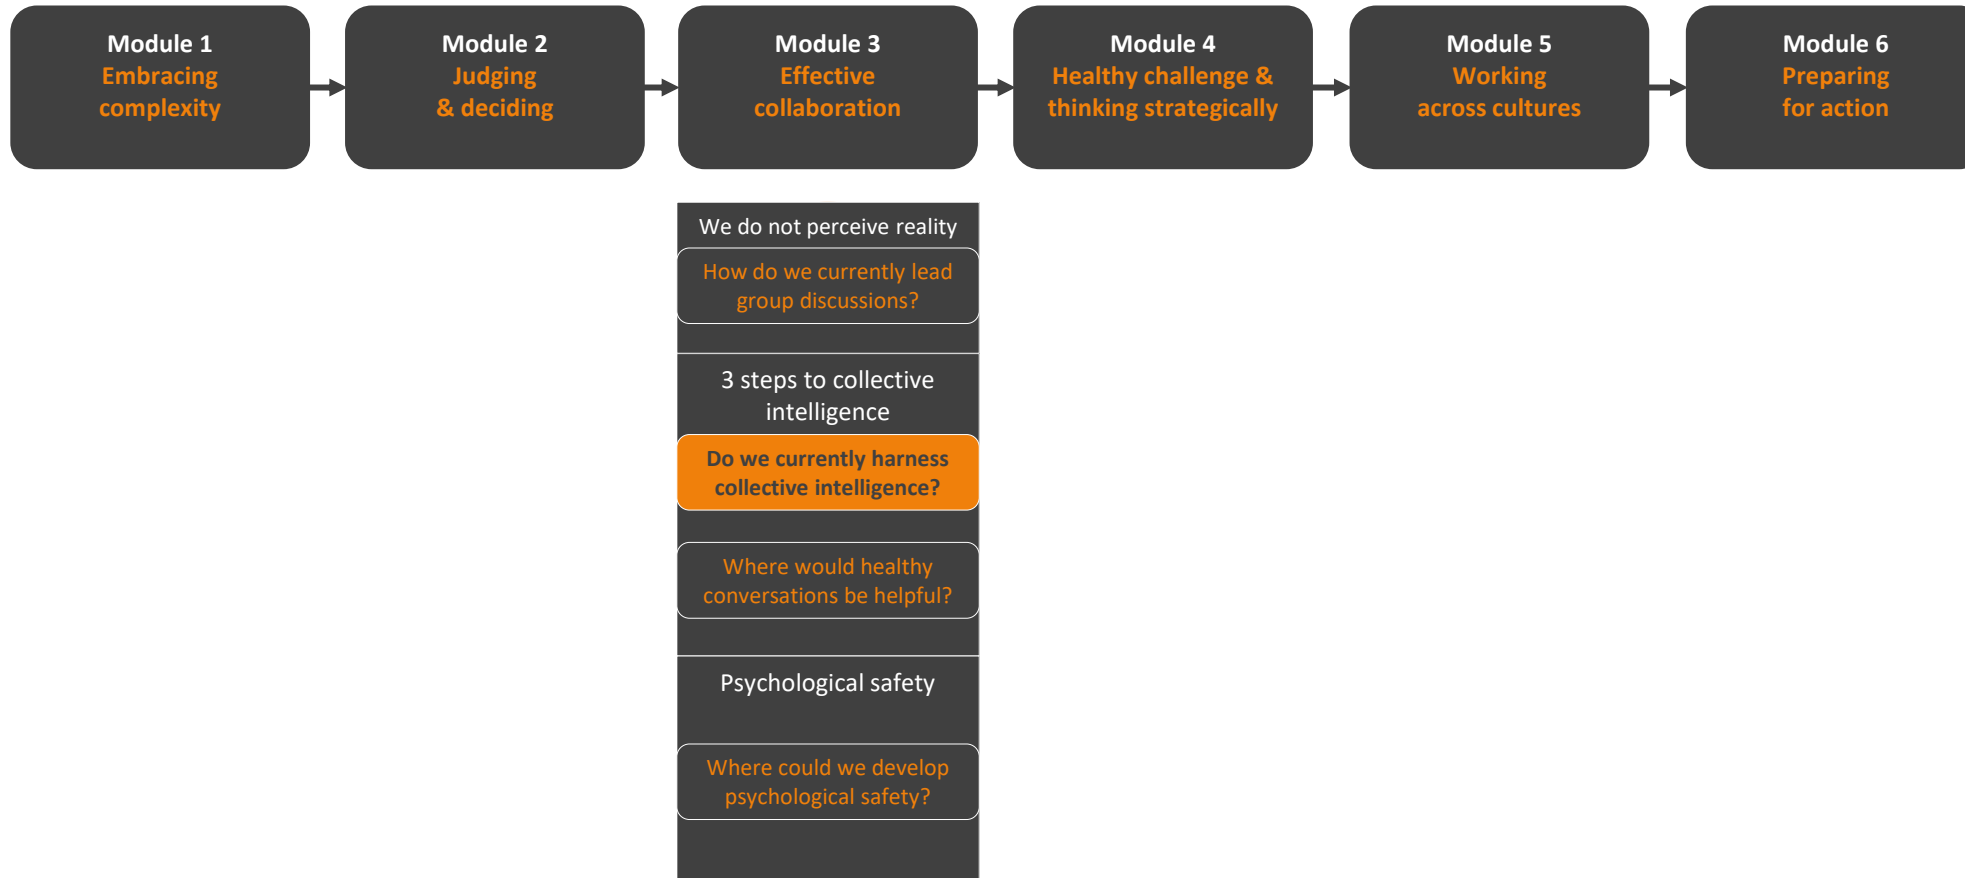 Module 1
Embracing
complexity
Module 2
Judging
& deciding
Module 3
Effective
collaboration
Module 4
Healthy challenge &
thinking strategically
Module 5
Working
across cultures
Module 6
Preparing
for action
We do not perceive reality
How do we currently lead
group discussions?
3 steps to collective
intelligence
Do we currently harness
collective intelligence?
Where would healthy
conversations be helpful?
Psychological safety
Where could we develop
psychological safety?